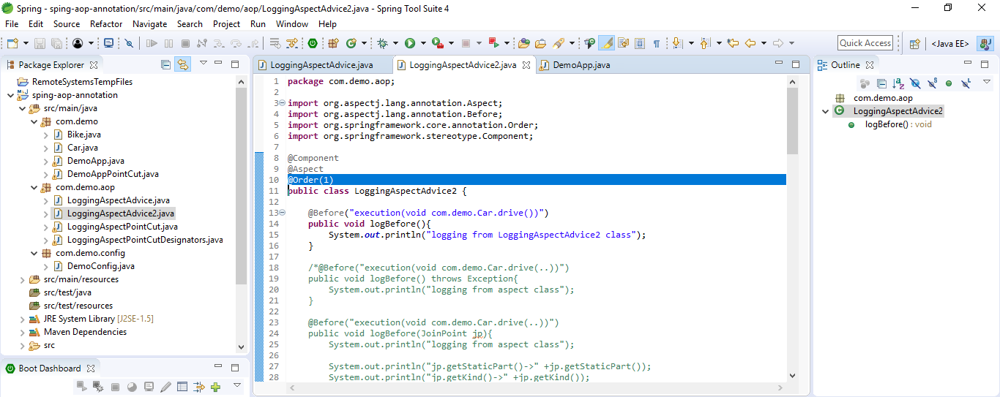 Spring - sping-aop-annotation/src/main/java/com/demo/aop/LoggingAspectAdvice2.java - Spring Tool Suite 4
File Edit Source Refactor Navigate Search Project Run Window Help
Quick Access <Java EE>
Package Explorer
RemoteSystemsTempFiles
sping-aop-annotation
src/main/java
com.demo
Bike.java
Car.java
DemoApp.java
DemoAppPointCut.java
com.demo.aop
LoggingAspectAdvice.java
LoggingAspectAdvice2.java
LoggingAspectPointCut.java
LoggingAspectPointCutDesignators.java
com.demo.config
DemoConfig.java
src/main/resources
src/test/java
src/test/resources
JRE System Library [J2SE-1.5]
Maven Dependencies
src
Boot Dashboard
LoggingAspectAdvice.java LoggingAspectAdvice2.java DemoApp.java
1 package com.demo.aop;
2
3 import org.aspectj.lang.annotation.Aspect;
4 import org.aspectj.lang.annotation.Before;
5 import org.springframework.core.annotation.Order;
6 import org.springframework.stereotype.Component;
7
8 @Component
9 @Aspect
10 @Order(1)
11 public class LoggingAspectAdvice2 {
12
13 @Before("execution(void com.demo.Car.drive())")
14 public void logBefore(){
15 System.out.println("logging from LoggingAspectAdvice2 class");
16 }
17
18 /*@Before("execution(void com.demo.Car.drive(..))")
19 public void logBefore() throws Exception{
20 System.out.println("logging from aspect class");
21 }
22
23 @Before("execution(void com.demo.Car.drive(..))")
24 public void logBefore(JoinPoint jp){
25 System.out.println("logging from aspect class");
26
27 System.out.println("jp.getStaticPart()->" +jp.getStaticPart());
28 System.out.println("jp.getKind()->" +jp.getKind());
Outline
com.demo.aop
LoggingAspectAdvice2
logBefore() : void